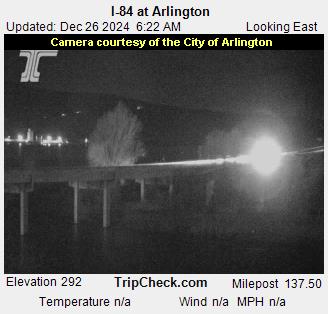 I-84 at Arlington
Updated: Dec 26 2024 6:22 AM Looking East
Camera courtesy of the City of Arlington
Elevation 292 TripCheck.com Milepost 137.50
Temperature n/a Wind n/a MPH n/a